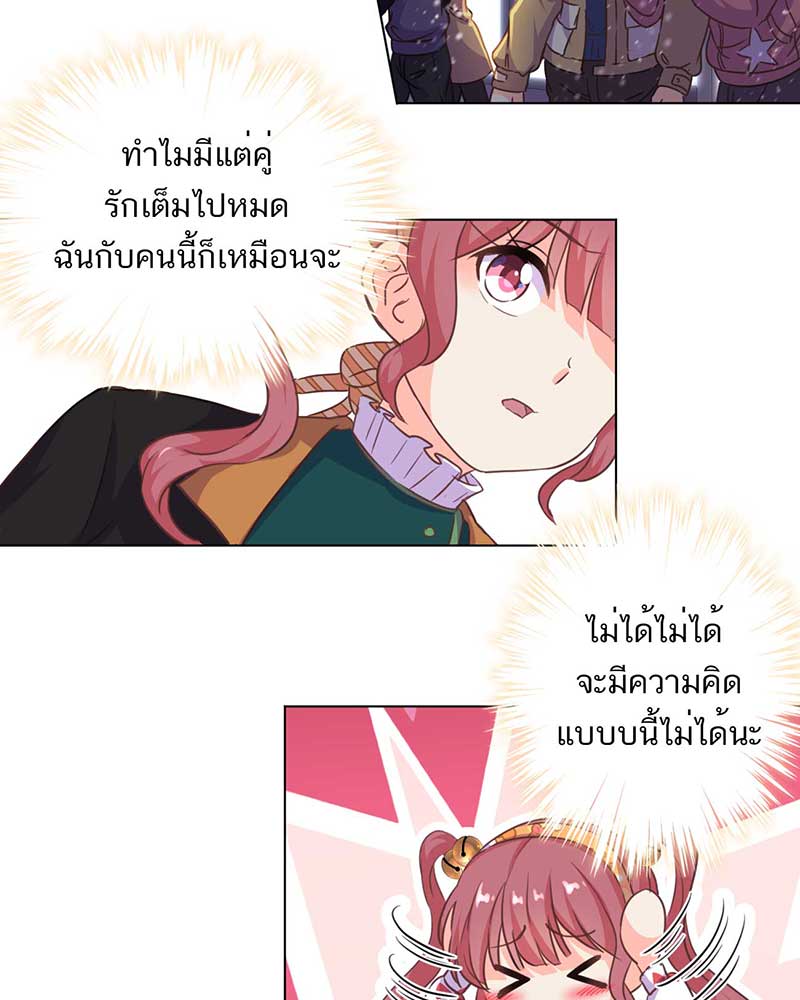 ทำไมมีแต่คู่
รักเต็มไปหมด
ฉันกับคนนี้ก็เหมือนจะ
ไม่ได้ไม่ได้
จะมีความคิด
แบบบนี้ไม่ได้นะ